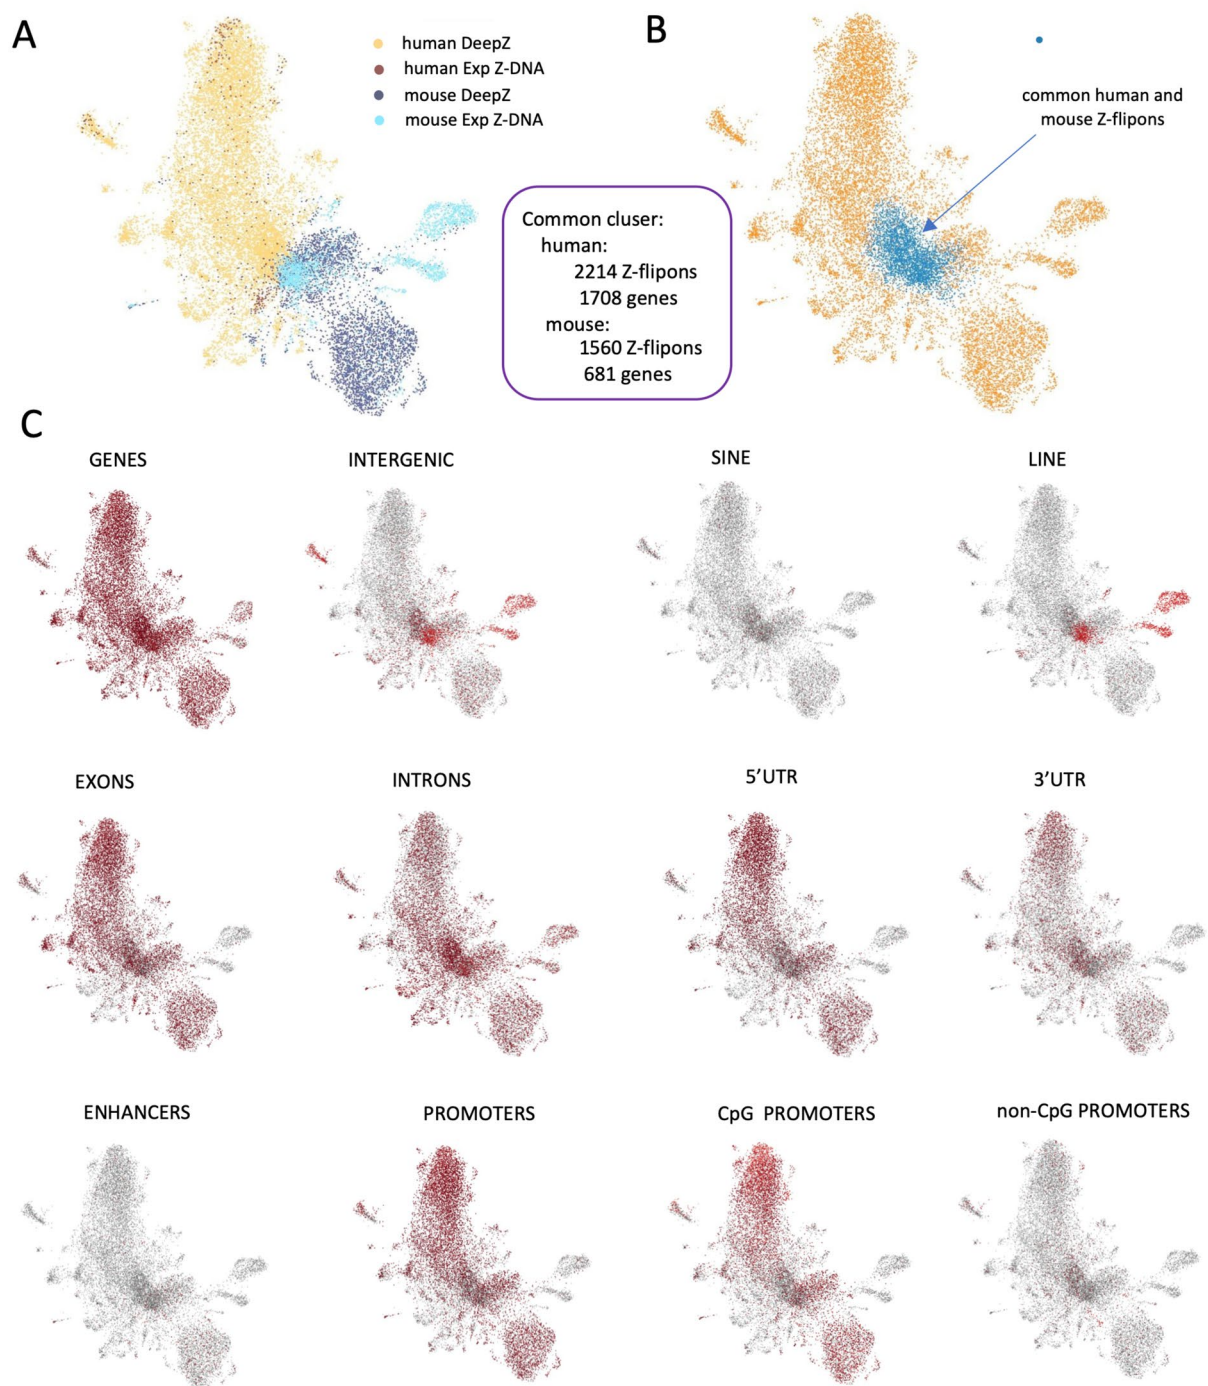 A
human DeepZ
human Exp Z-DNA
mouse DeepZ
mouse Exp Z-DNA
B
common human and
mouse Z-flipons
Common cluser:
human:
2214 Z-flipons
1708 genes
mouse:
1560 Z-flipons
681 genes
C
GENES
INTERGENIC
SINE
LINE
EXONS
INTRONS
5'UTR
3'UTR
ENHANCERS
PROMOTERS
CpG PROMOTERS
non-CpG PROMOTERS